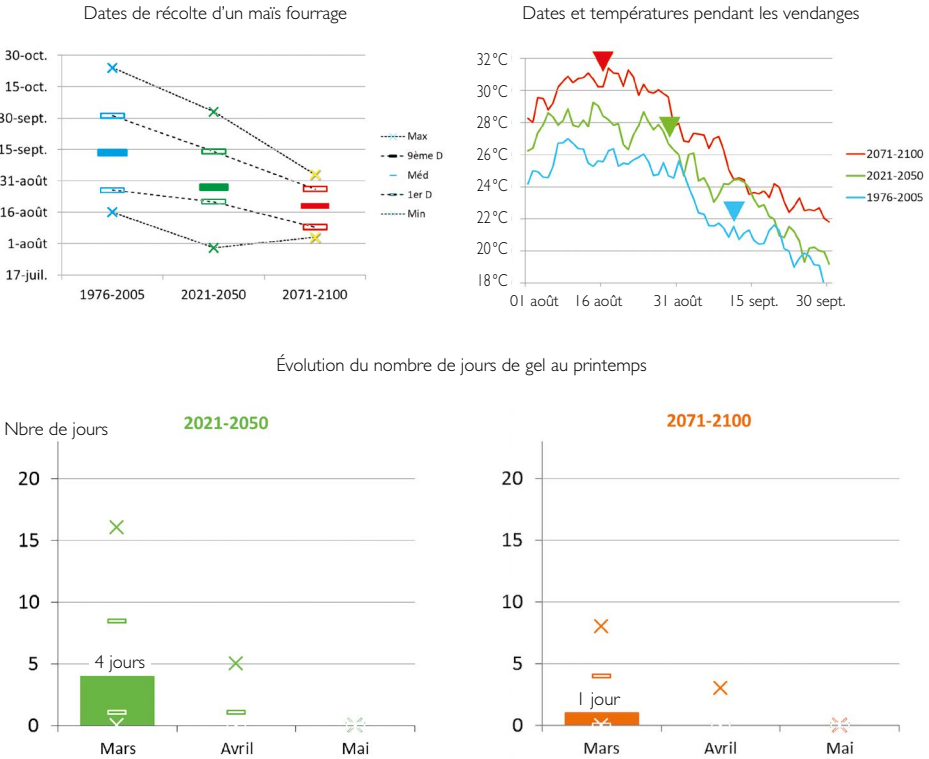 Dates de récolte d'un maïs fourrage
30-oct.
15-oct.
30-sept.
15-sept.
31-août
16-août
1-août
17-juil.
1976-2005
2021-2050
2071-2100
Max
9ème D
Méd
1er D
Min
Dates et températures pendant les vendanges
32°C
30°C
28°C
26°C
24°C
22°C
20°C
18°C
01 août
16 août
31 août
15 sept.
30 sept.
2071-2100
2021-2050
1976-2005
Évolution du nombre de jours de gel au printemps
Nbre de jours
2021-2050
20
15
10
5
0
4 jours
Mars
Avril
Mai
2071-2100
20
15
10
5
0
1 jour
Mars
Avril
Mai